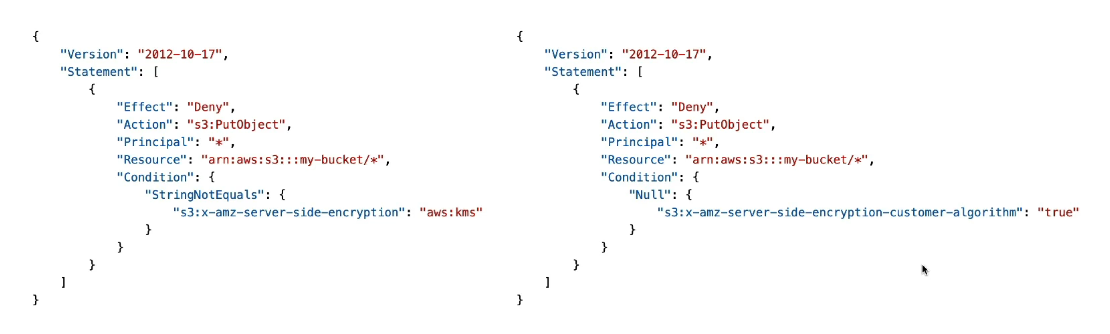 {
    "Version": "2012-10-17",
    "Statement": [
        {
            "Effect": "Deny",
            "Action": "s3:PutObject",
            "Principal": "*",
            "Resource": "arn:aws:s3:::my-bucket/*",
            "Condition": {
                "StringNotEquals": {
                    "s3:x-amz-server-side-encryption": "aws:kms"
                }
            }
        }
    ]
}
{
    "Version": "2012-10-17",
    "Statement": [
        {
            "Effect": "Deny",
            "Action": "s3:PutObject",
            "Principal": "*",
            "Resource": "arn:aws:s3:::my-bucket/*",
            "Condition": {
                "Null": {
                    "s3:x-amz-server-side-encryption-customer-algorithm": "true"
                }
            }
        }
    ]
}